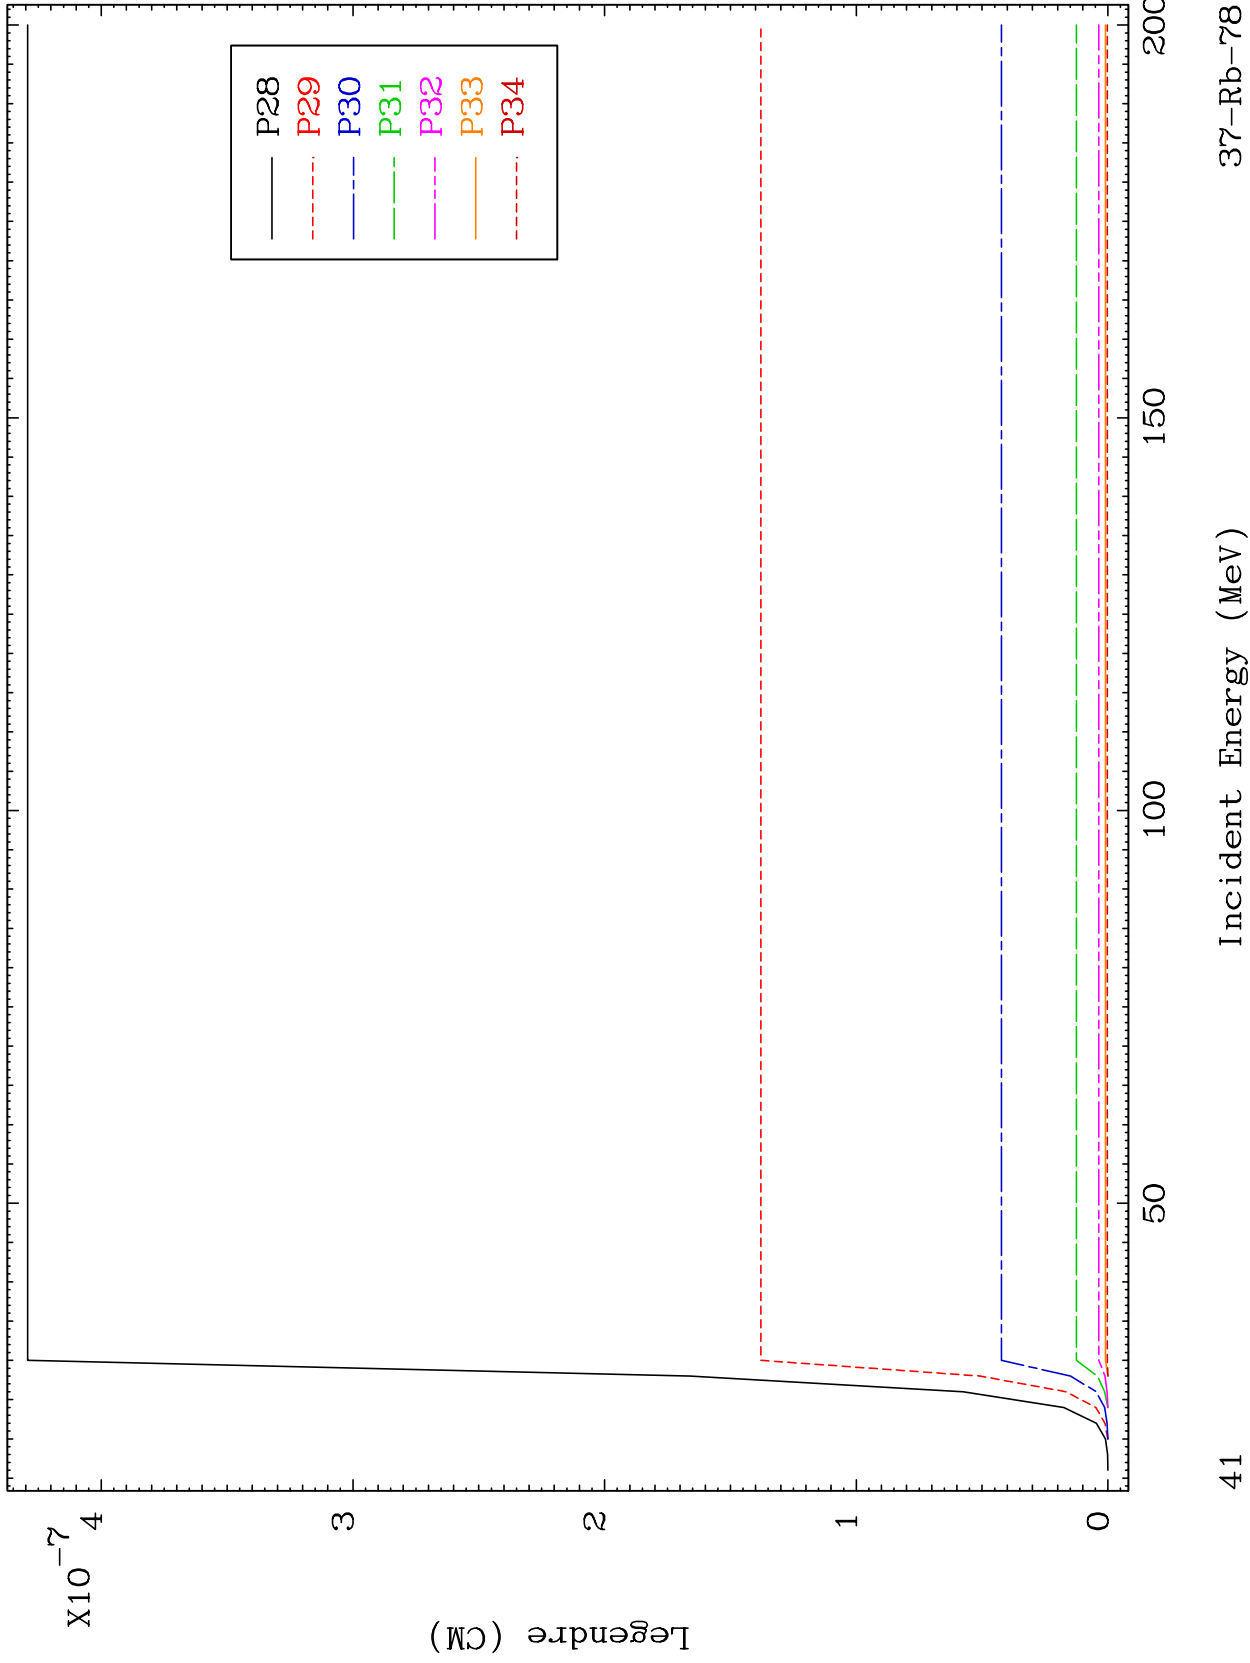 X10-7
4
3
2
1
0
Legendre (CM)
P28
P29
P30
P31
P32
P33
P34
50
100
150
200
Incident Energy (MeV)
41
37-Rb-78